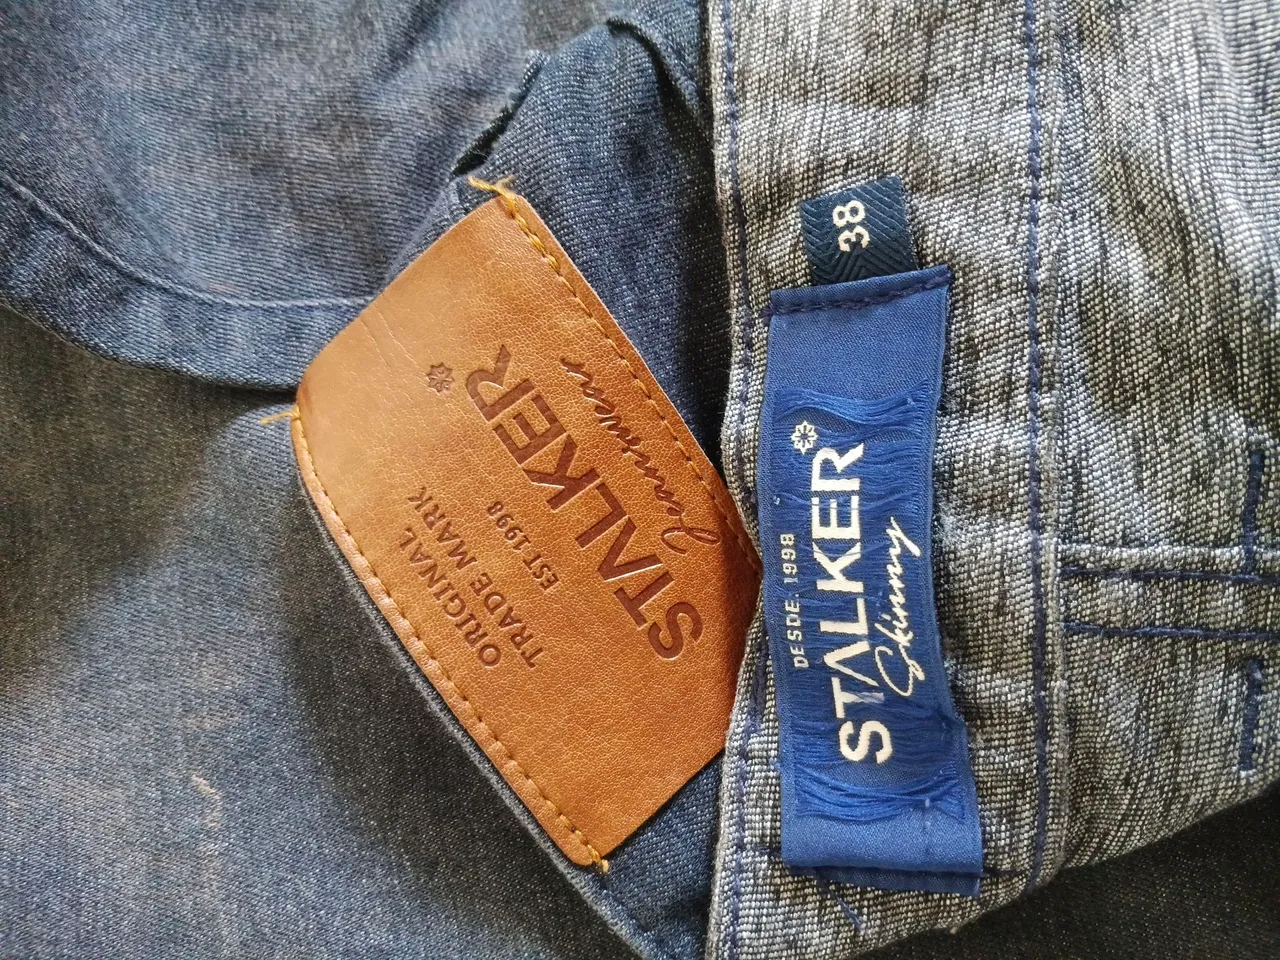 STALKER
Jeanswear
EST 1998
ORIGINAL
TRADE MARK
38
DESDE. 1998
STALKER
Skinny